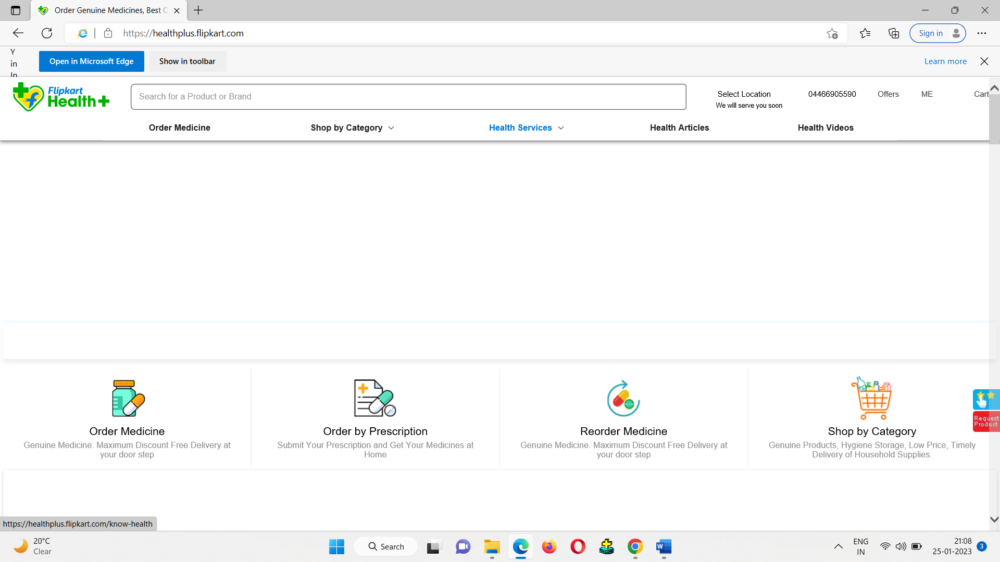 Order Genuine Medicines, Best
https://healthplus.flipkart.com
Sign in
Y
in
In
Open in Microsoft Edge
Show in toolbar
Learn more
Flipkart
Health+
Search for a Product or Brand
Select Location
We will serve you soon
04466905590
Offers
ME
Cart
Order Medicine
Shop by Category
Health Services
Health Articles
Health Videos
Order Medicine
Genuine Medicine. Maximum Discount Free Delivery at
your door step
Order by Prescription
Submit Your Prescription and Get Your Medicines at
Home
Reorder Medicine
Genuine Medicine. Maximum Discount Free Delivery at
your door step
Shop by Category
Genuine Products, Hygiene Storage, Low Price, Timely
Delivery of Household Supplies.
Request
Product
https://healthplus.flipkart.com/know-health
20°C
Clear
Search
ENG
IN
21:08
25-01-2023
3